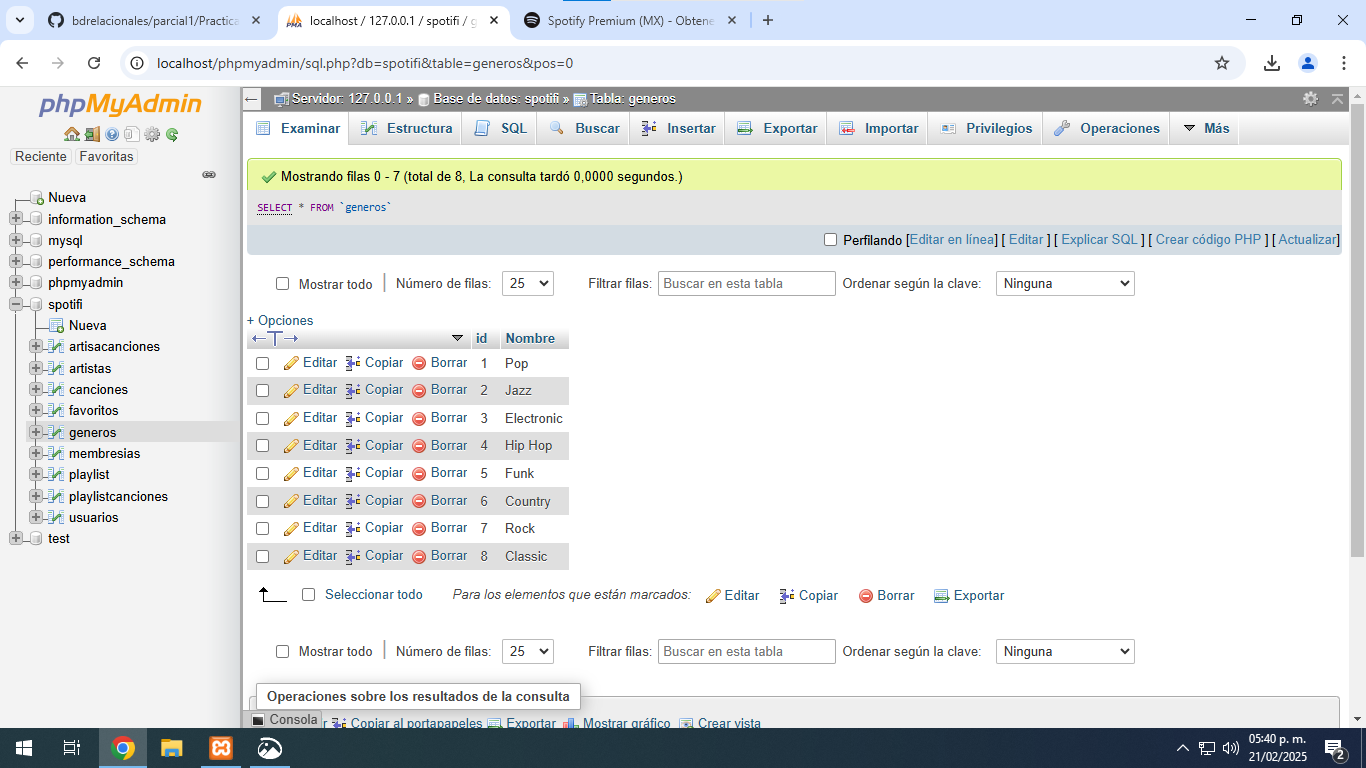 bdrelacionales/parcial1/Practica
localhost / 127.0.0.1 / spotifi / g
Spotify Premium (MX) - Obtene
localhost/phpmyadmin/sql.php?db=spotifi&table=generos&pos=0
phpMyAdmin
Reciente Favoritas
Nueva
information_schema
mysql
performance_schema
phpmyadmin
spotifi
Nueva
artisacanciones
artistas
canciones
favoritos
generos
membresias
playlist
playlistcanciones
usuarios
test
Servidor: 127.0.0.1 » Base de datos: spotifi » Tabla: generos
Examinar Estructura SQL Buscar Insertar Exportar Importar Privilegios Operaciones Más
Mostrando filas 0 - 7 (total de 8, La consulta tardó 0,0000 segundos.)
SELECT * FROM `generos`
Perfilando [Editar en línea] [ Editar ] [ Explicar SQL ] [ Crear código PHP ] [ Actualizar]
Mostrar todo Número de filas: 25 Filtrar filas: Buscar en esta tabla Ordenar según la clave: Ninguna
+ Opciones
id Nombre
Editar Copiar Borrar 1 Pop
Editar Copiar Borrar 2 Jazz
Editar Copiar Borrar 3 Electronic
Editar Copiar Borrar 4 Hip Hop
Editar Copiar Borrar 5 Funk
Editar Copiar Borrar 6 Country
Editar Copiar Borrar 7 Rock
Editar Copiar Borrar 8 Classic
Seleccionar todo Para los elementos que están marcados: Editar Copiar Borrar Exportar
Mostrar todo Número de filas: 25 Filtrar filas: Buscar en esta tabla Ordenar según la clave: Ninguna
Operaciones sobre los resultados de la consulta
Consola
Copiar al portapapeles Exportar Mostrar gráfico Crear vista
05:40 p. m.
21/02/2025
2